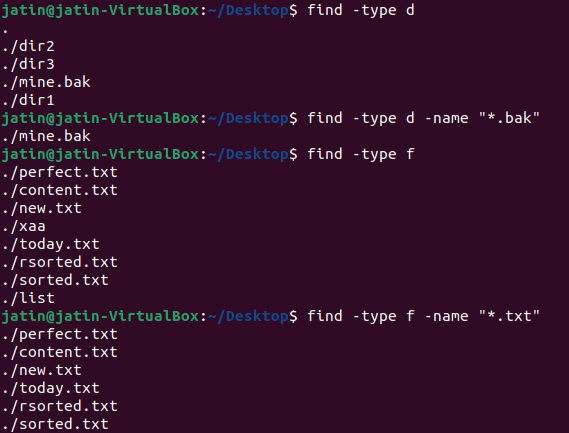 jatin@jatin-VirtualBox:~/Desktop$ find -type d
.
./dir2
./dir3
./mine.bak
./dir1
jatin@jatin-VirtualBox:~/Desktop$ find -type d -name "*.bak"
./mine.bak
jatin@jatin-VirtualBox:~/Desktop$ find -type f
./perfect.txt
./content.txt
./new.txt
./xaa
./today.txt
./rsorted.txt
./sorted.txt
./list
jatin@jatin-VirtualBox:~/Desktop$ find -type f -name "*.txt"
./perfect.txt
./content.txt
./new.txt
./today.txt
./rsorted.txt
./sorted.txt